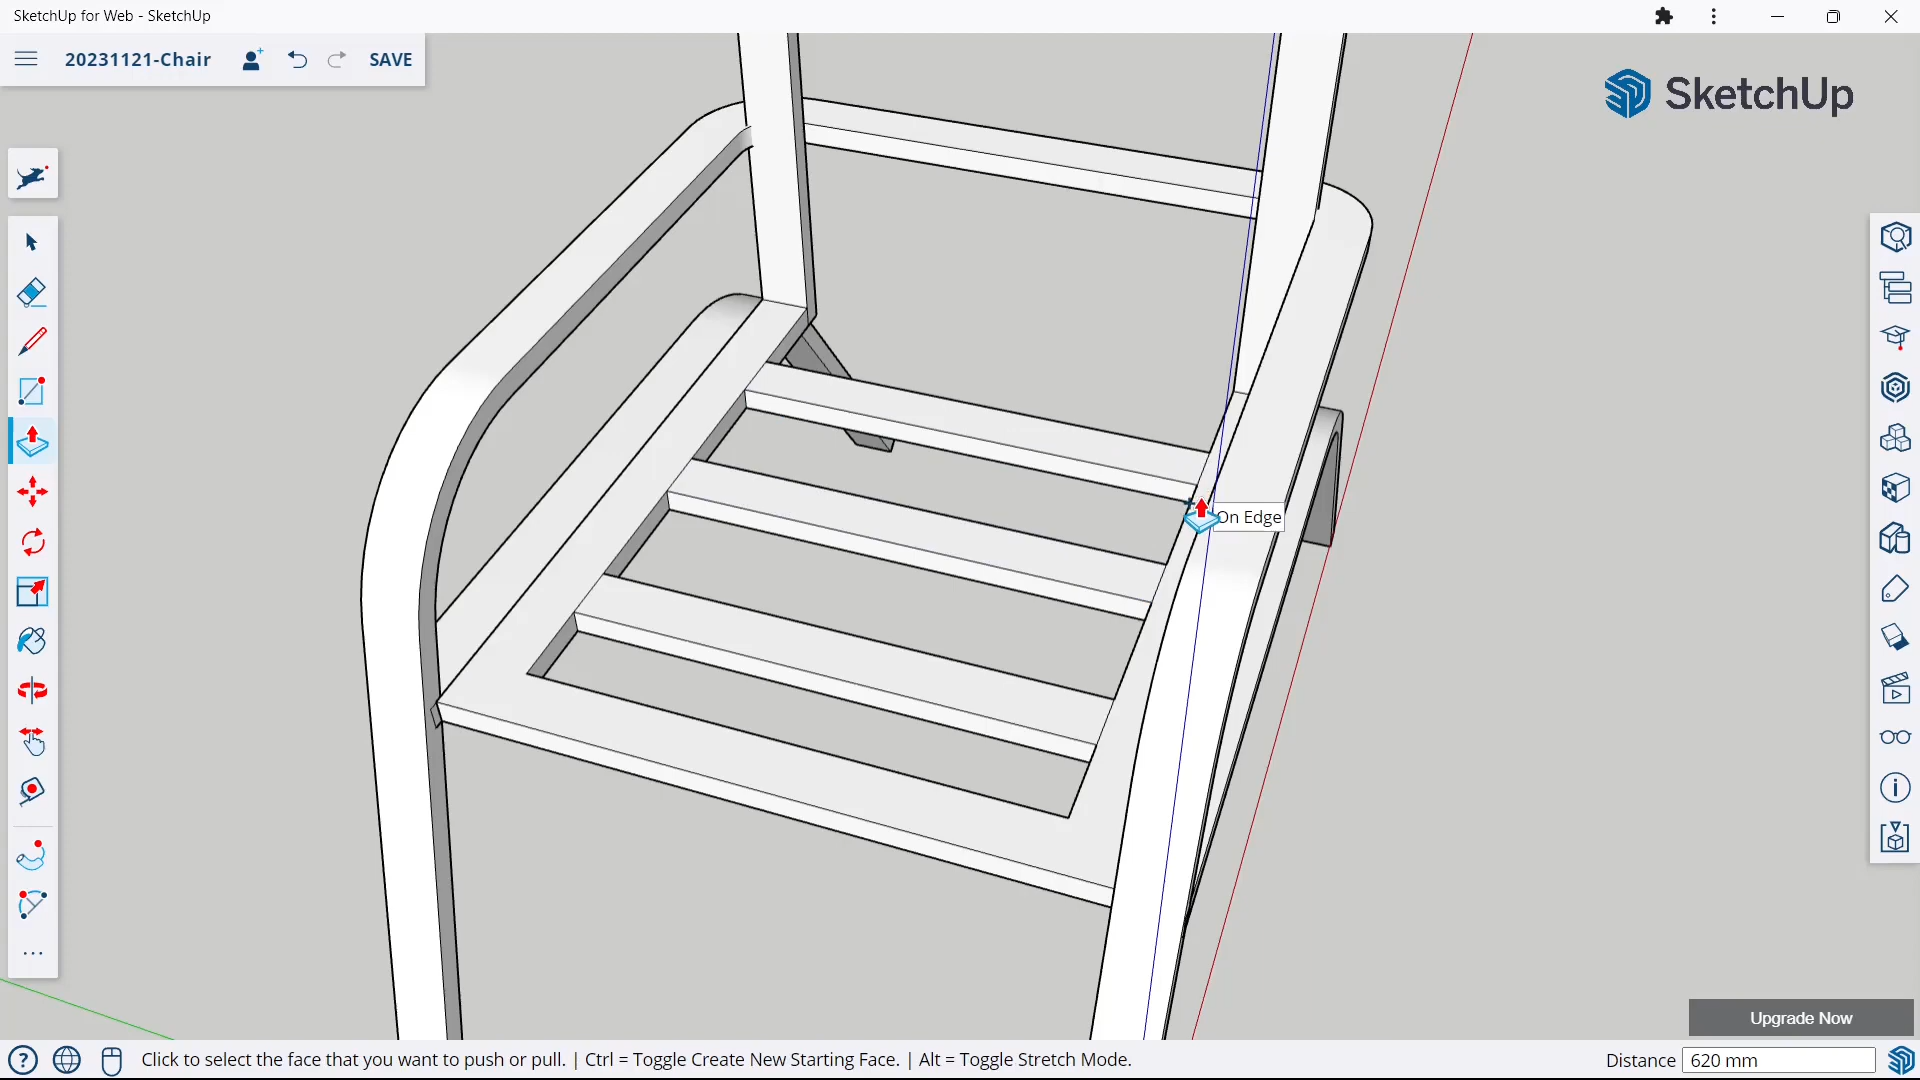 SketchUp for Web - SketchUp
20231121-Chair
SAVE
SketchUp
On Edge
Upgrade Now
Click to select the face that you want to push or pull. | Ctrl = Toggle Create New Starting Face. | Alt = Toggle Stretch Mode.
Distance 620 mm